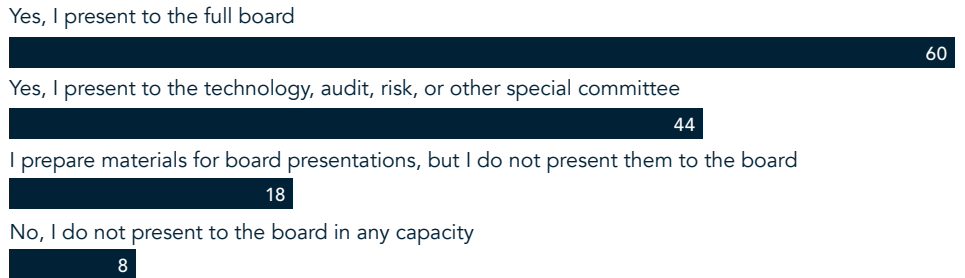 Yes, I present to the full board
60
Yes, I present to the technology, audit, risk, or other special committee
44
I prepare materials for board presentations, but I do not present them to the board
18
No, I do not present to the board in any capacity
8